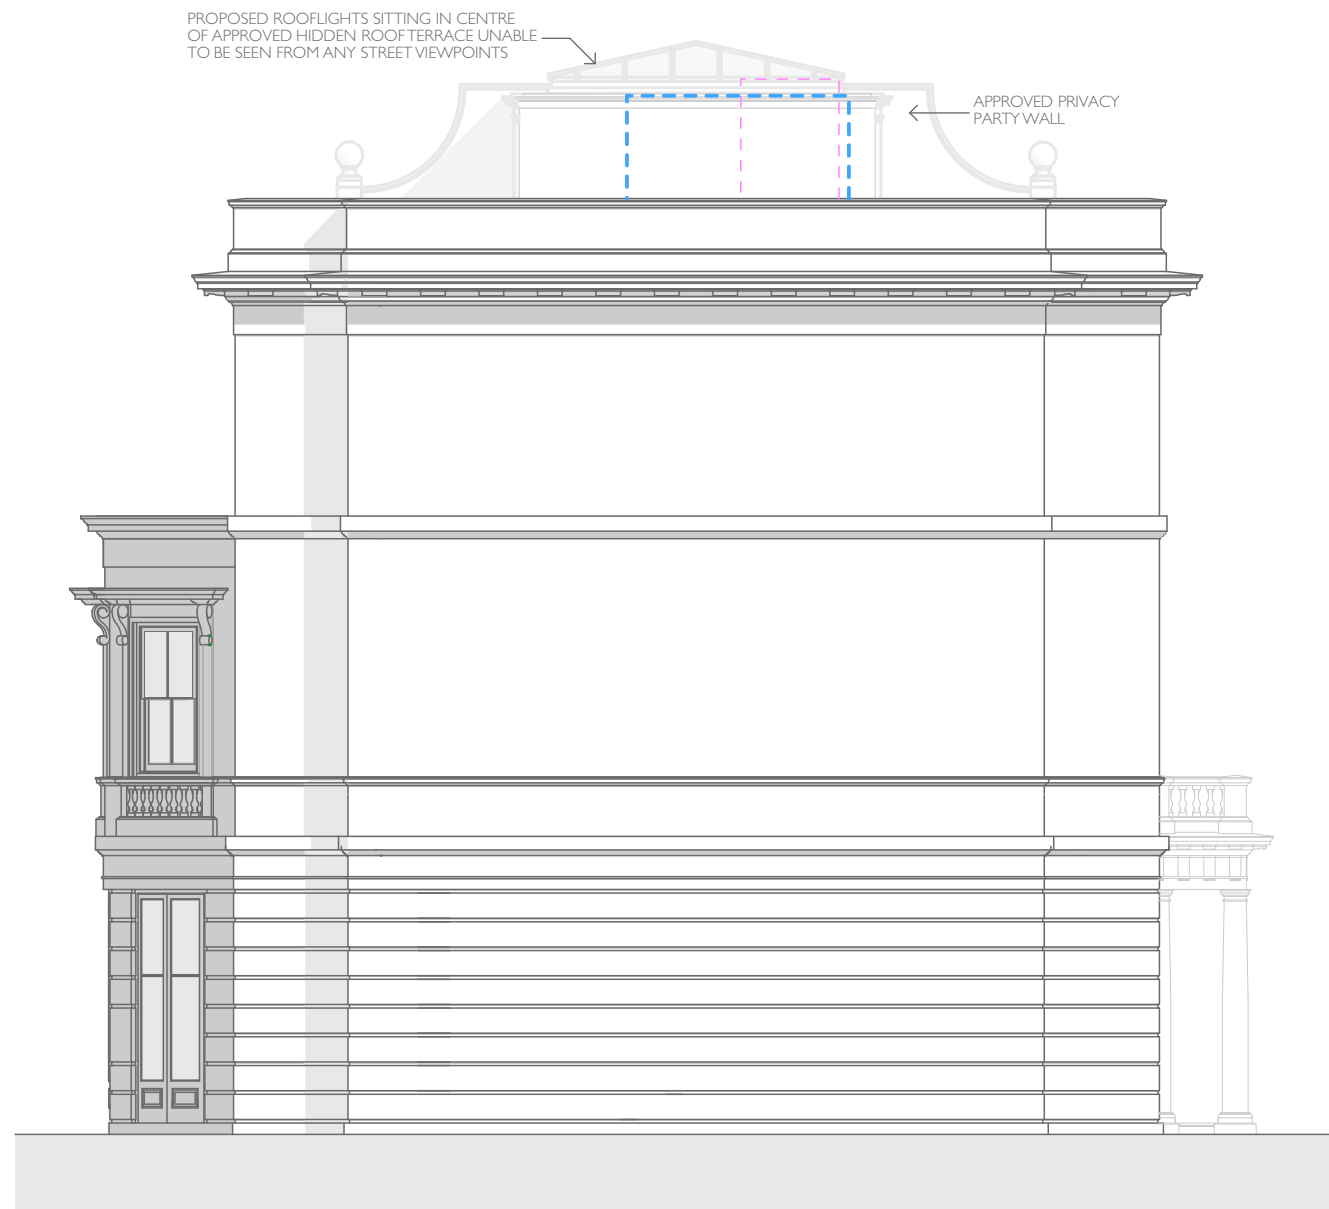 PROPOSED ROOFLIGHTS SITTING IN CENTRE
OF APPROVED HIDDEN ROOF TERRACE UNABLE
TO BE SEEN FROM ANY STREET VIEWPOINTS
APPROVED PRIVACY
PARTY WALL